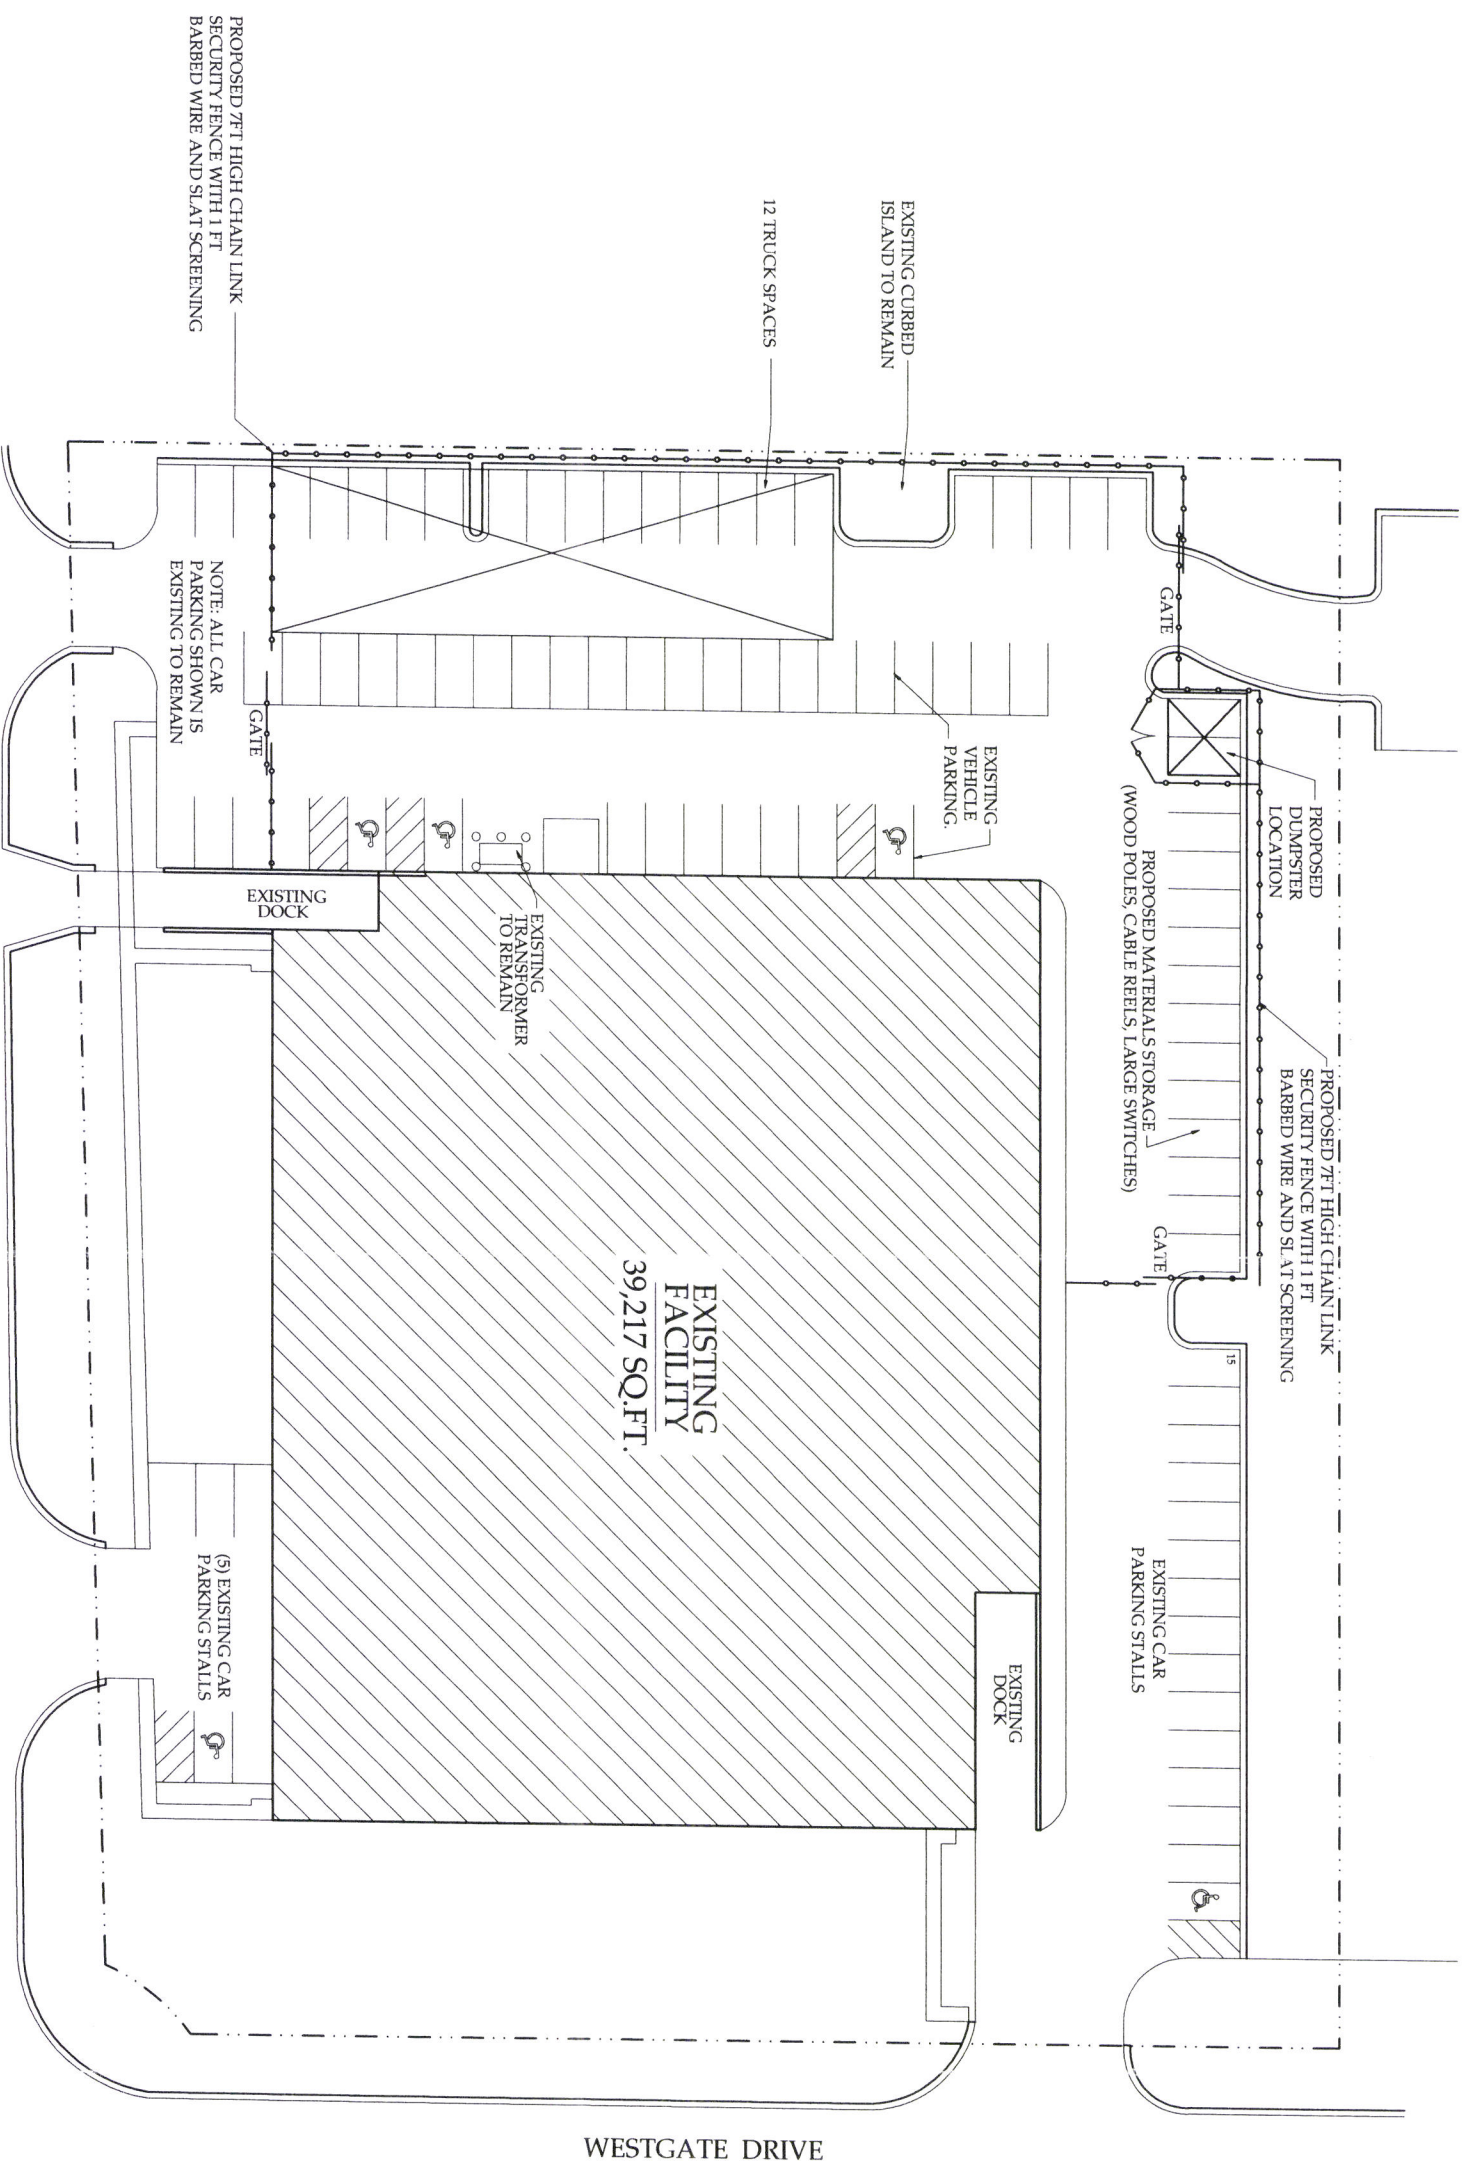 PROPOSED 7FT HIGH CHAIN LINK
SECURITY FENCE WITH 1 FT
BARBED WIRE AND SLAT SCREENING
12 TRUCK SPACES
EXISTING CURBED
ISLAND TO REMAIN
NOTE: ALL CAR
PARKING SHOWN IS
EXISTING TO REMAIN
GATE
GATE
EXISTING
VEHICLE
PARKING.
PROPOSED
DUMPSTER
LOCATION
PROPOSED MATERIALS STORAGE
(WOOD POLES, CABLE REELS, LARGE SWITCHES)
EXISTING
DOCK
EXISTING
TRANSFORMER
TO REMAIN
PROPOSED 7FT HIGH CHAIN LINK
SECURITY FENCE WITH 1 FT
BARBED WIRE AND SLAT SCREENING
GATE
15
EXISTING
FACILITY
39,217 SQ.FT.
(5) EXISTING CAR
PARKING STALLS
EXISTING CAR
PARKING STALLS
EXISTING
DOCK
WESTGATE DRIVE